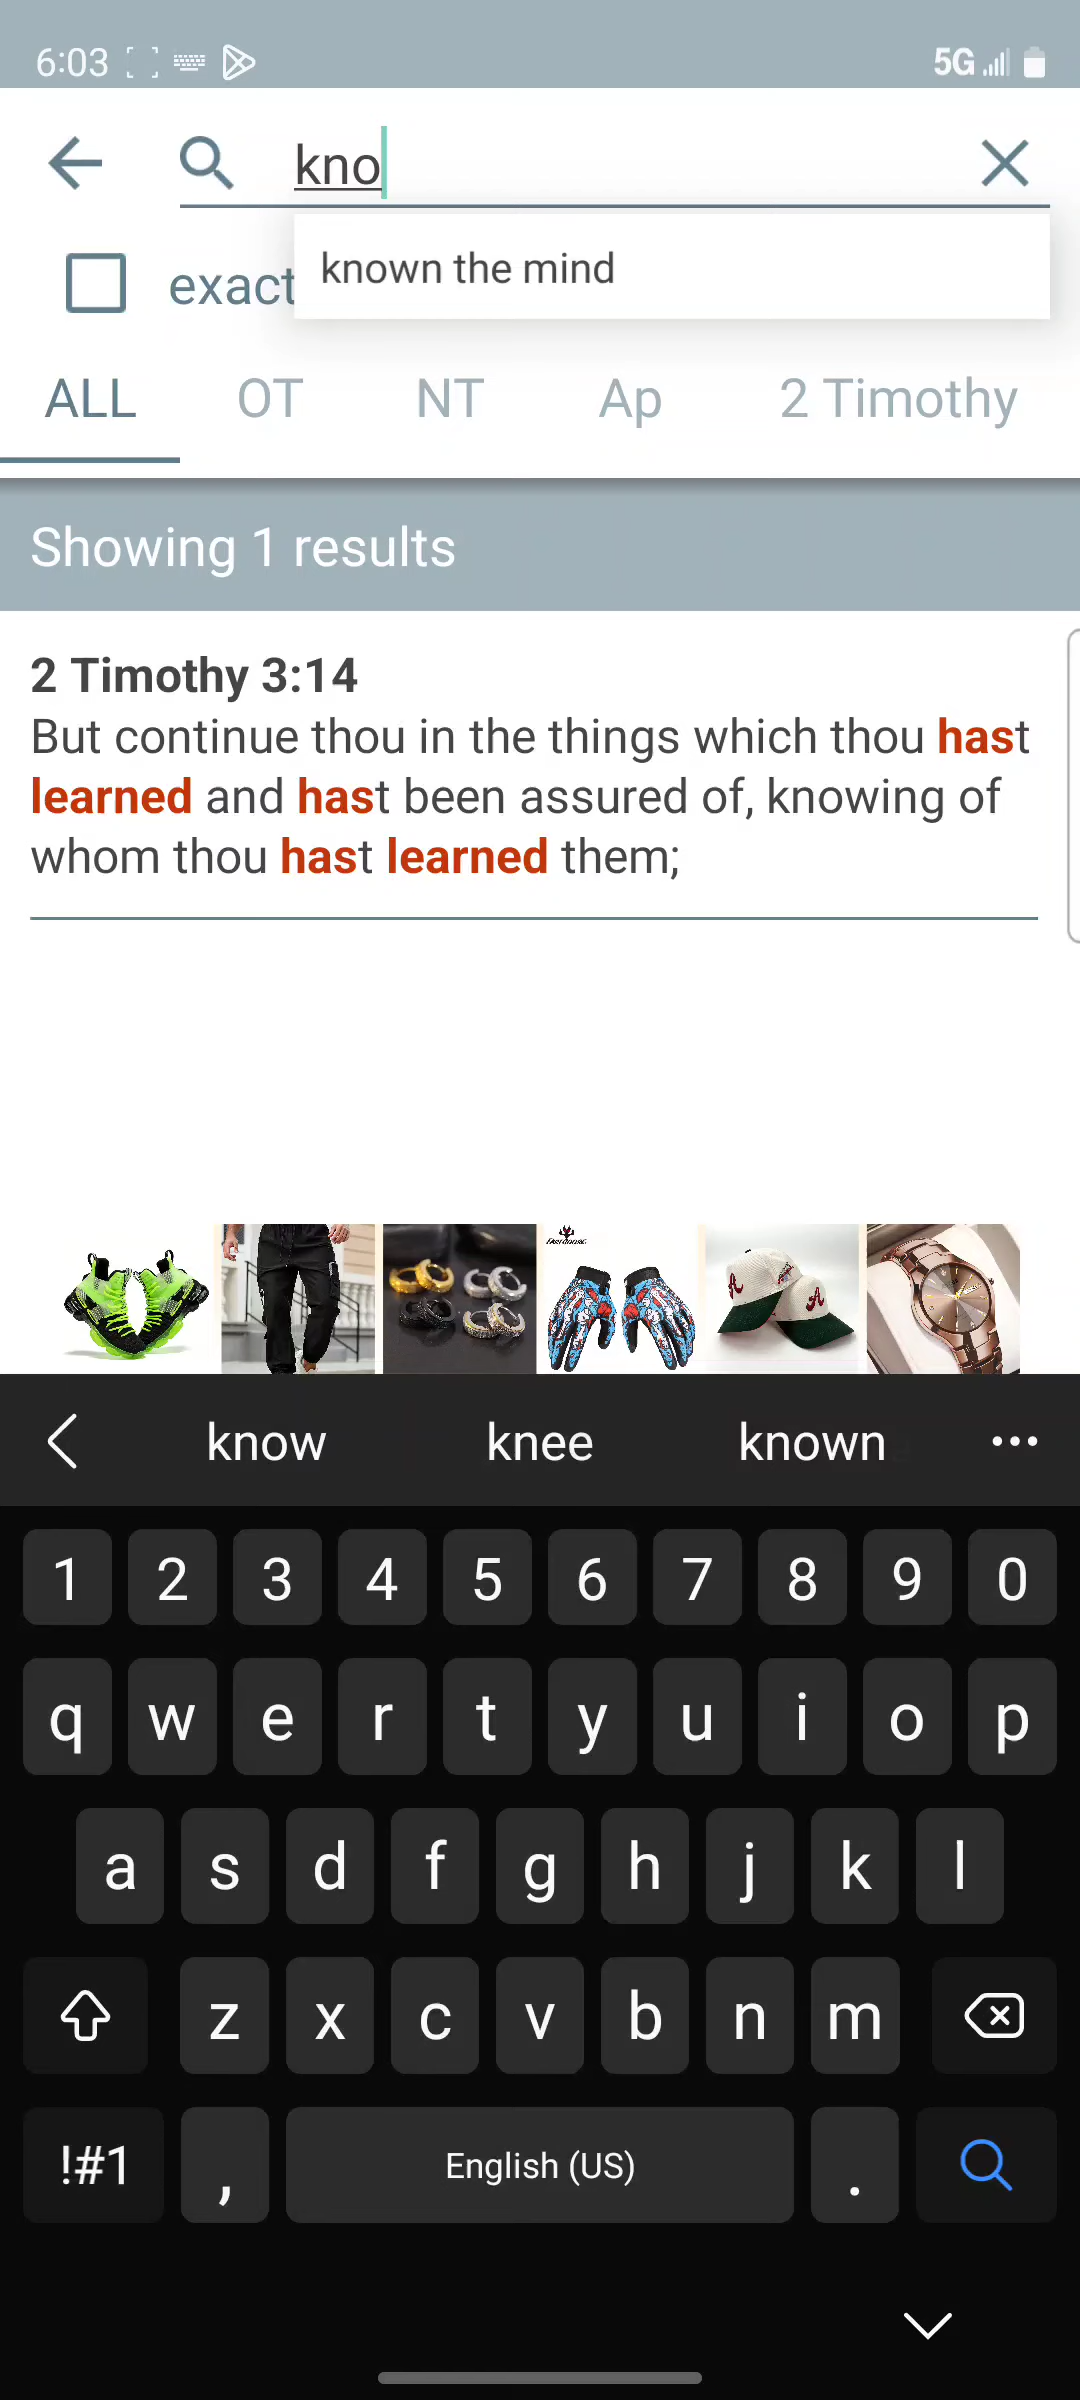 6:03
5G
kno
known the mind
exact
ALL OT NT Ap 2 Timothy
Showing 1 results
2 Timothy 3:14
But continue thou in the things which thou hast
learned and hast been assured of, knowing of
whom thou hast learned them;
A A
know knee known ...
1 2 3 4 5 6 7 8 9 0
q w e r t y u i o p
a s d f g h j k l
z x c v b n m
!#1 , English (US) .